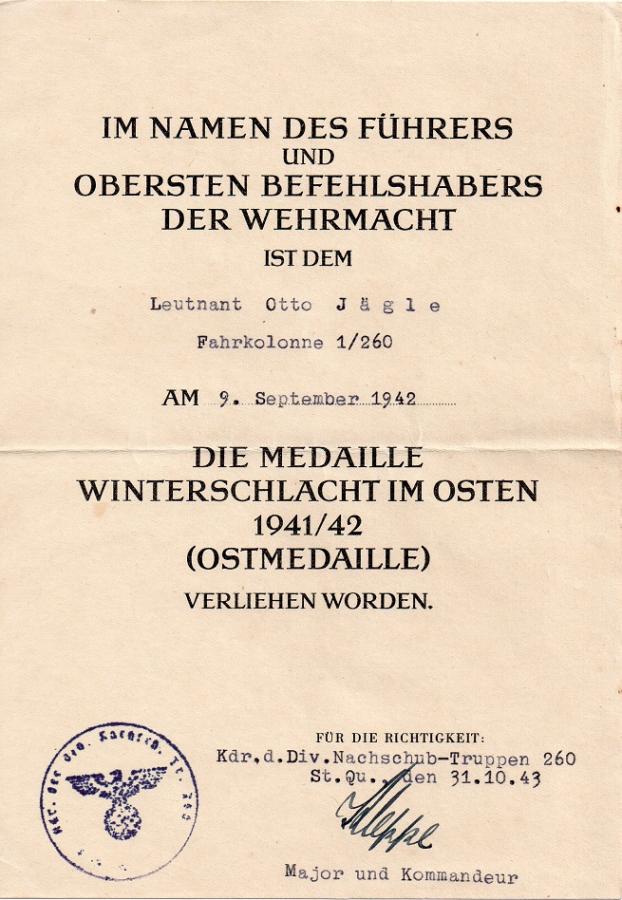 IM NAMEN DES FÜHRERS
UND
OBERSTEN BEFEHLSHABERS
DER WEHRMACHT
IST DEM
Leutnant Otto Jägle
Fahrkolonne 1/260
AM 9. September 1942
DIE MEDAILLE
WINTERSCHLACHT IM OSTEN
1941/42
(OSTMEDAILLE)
VERLIEHEN WORDEN.
FÜR DIE RICHTIGKEIT:
Kdr.d.Div.Nachschub-Truppen 260
St.Qu., den 31.10.43
Kleppe
Major und Kommandeur